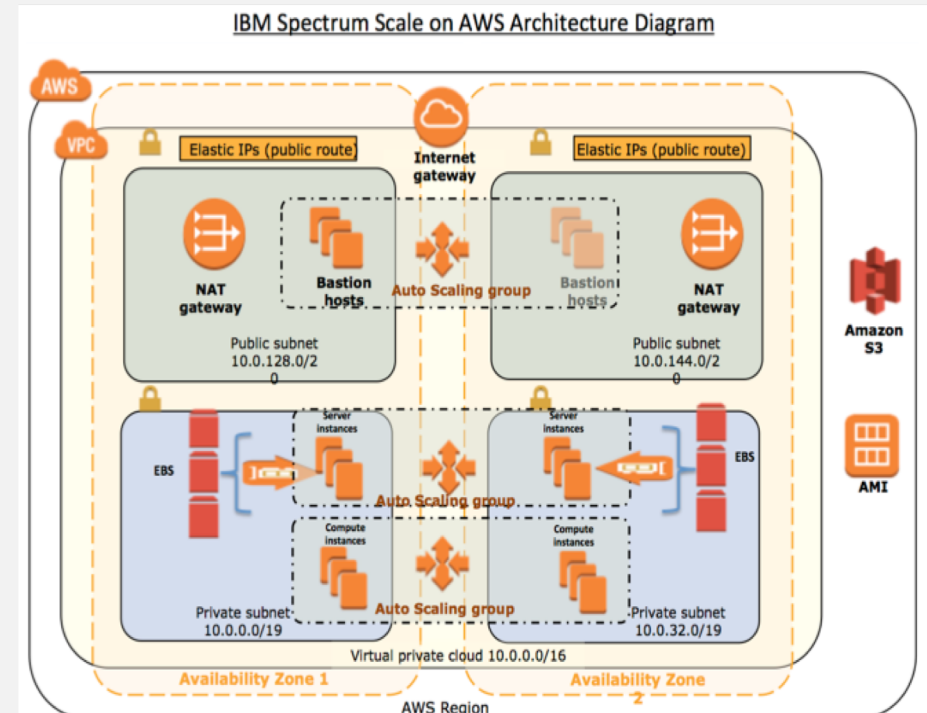 IBM Spectrum Scale on AWS Architecture Diagram
AWS
VPC
Elastic IPs (public route)
Internet
gateway
Elastic IPs (public route)
NAT
gateway
Bastion
hosts
Auto Scaling group
Bastion
hosts
NAT
gateway
Public subnet
10.0.128.0/2
0
Public subnet
10.0.144.0/2
0
Amazon
S3
EBS
Server
instances
Auto Scaling group
Server
instances
EBS
AMI
Compute
instances
Auto Scaling group
Compute
instances
Private subnet
10.0.0.0/19
Private subnet
10.0.32.0/19
Virtual private cloud 10.0.0.0/16
Availability Zone 1
Availability Zone
2
AWS Region